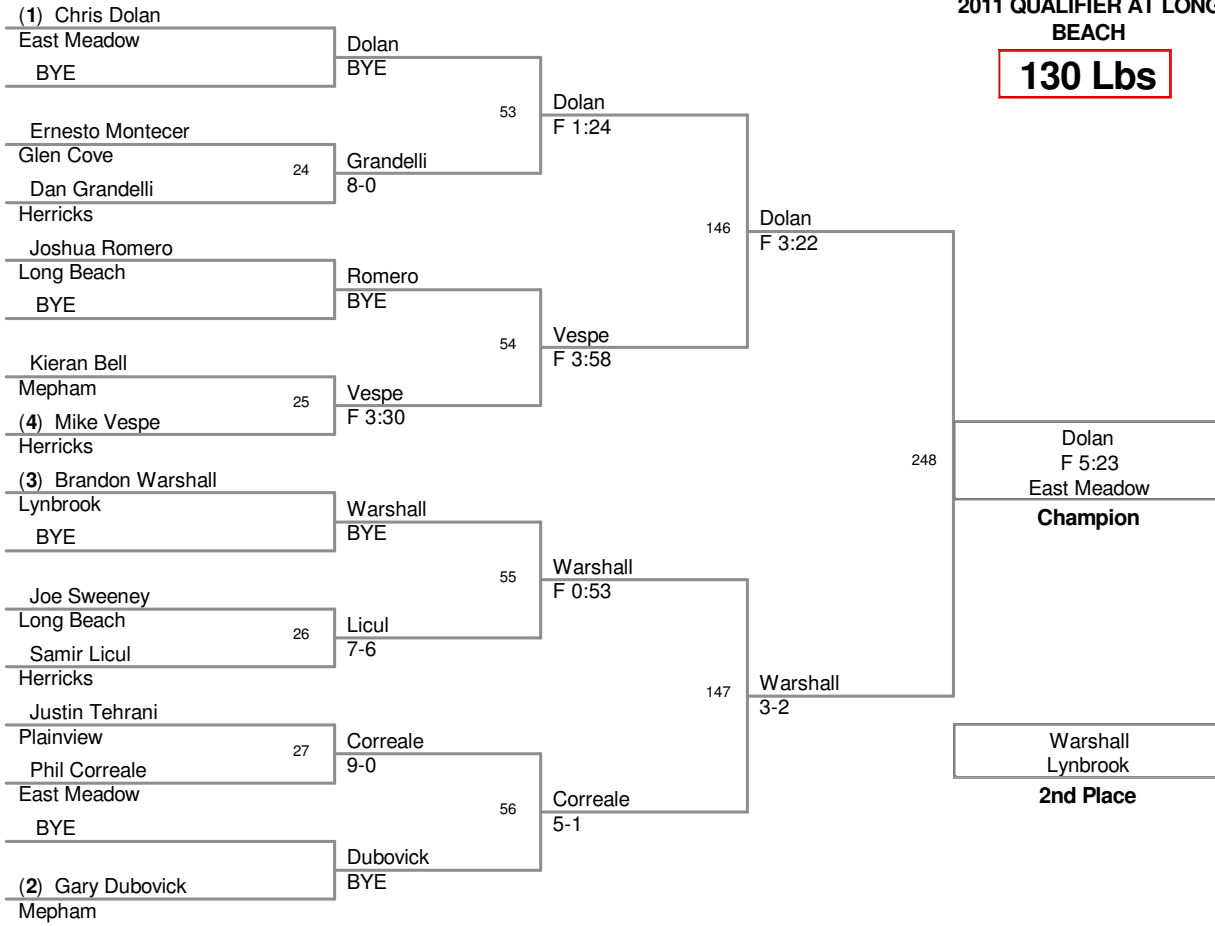 2011 QUALIFIER AT LONG
BEACH
130 Lbs
(1) Chris Dolan
East Meadow
BYE
Ernesto Montecer
Glen Cove
Dan Grandelli
Herricks
Joshua Romero
Long Beach
BYE
Kieran Bell
Mepham
(4) Mike Vespe
Herricks
(3) Brandon Warshall
Lynbrook
BYE
Joe Sweeney
Long Beach
Samir Licul
Herricks
Justin Tehrani
Plainview
Phil Correale
East Meadow
BYE
(2) Gary Dubovick
Mepham
24
25
26
27
Dolan
BYE
Grandelli
8-0
Romero
BYE
Vespe
F 3:30
Warshall
BYE
Licul
7-6
Correale
9-0
Dubovick
BYE
53
54
55
56
Dolan
F 1:24
Vespe
F 3:58
Warshall
F 0:53
Correale
5-1
146
147
Dolan
F 3:22
Warshall
3-2
248
Dolan
F 5:23
East Meadow
Champion
Warshall
Lynbrook
2nd Place